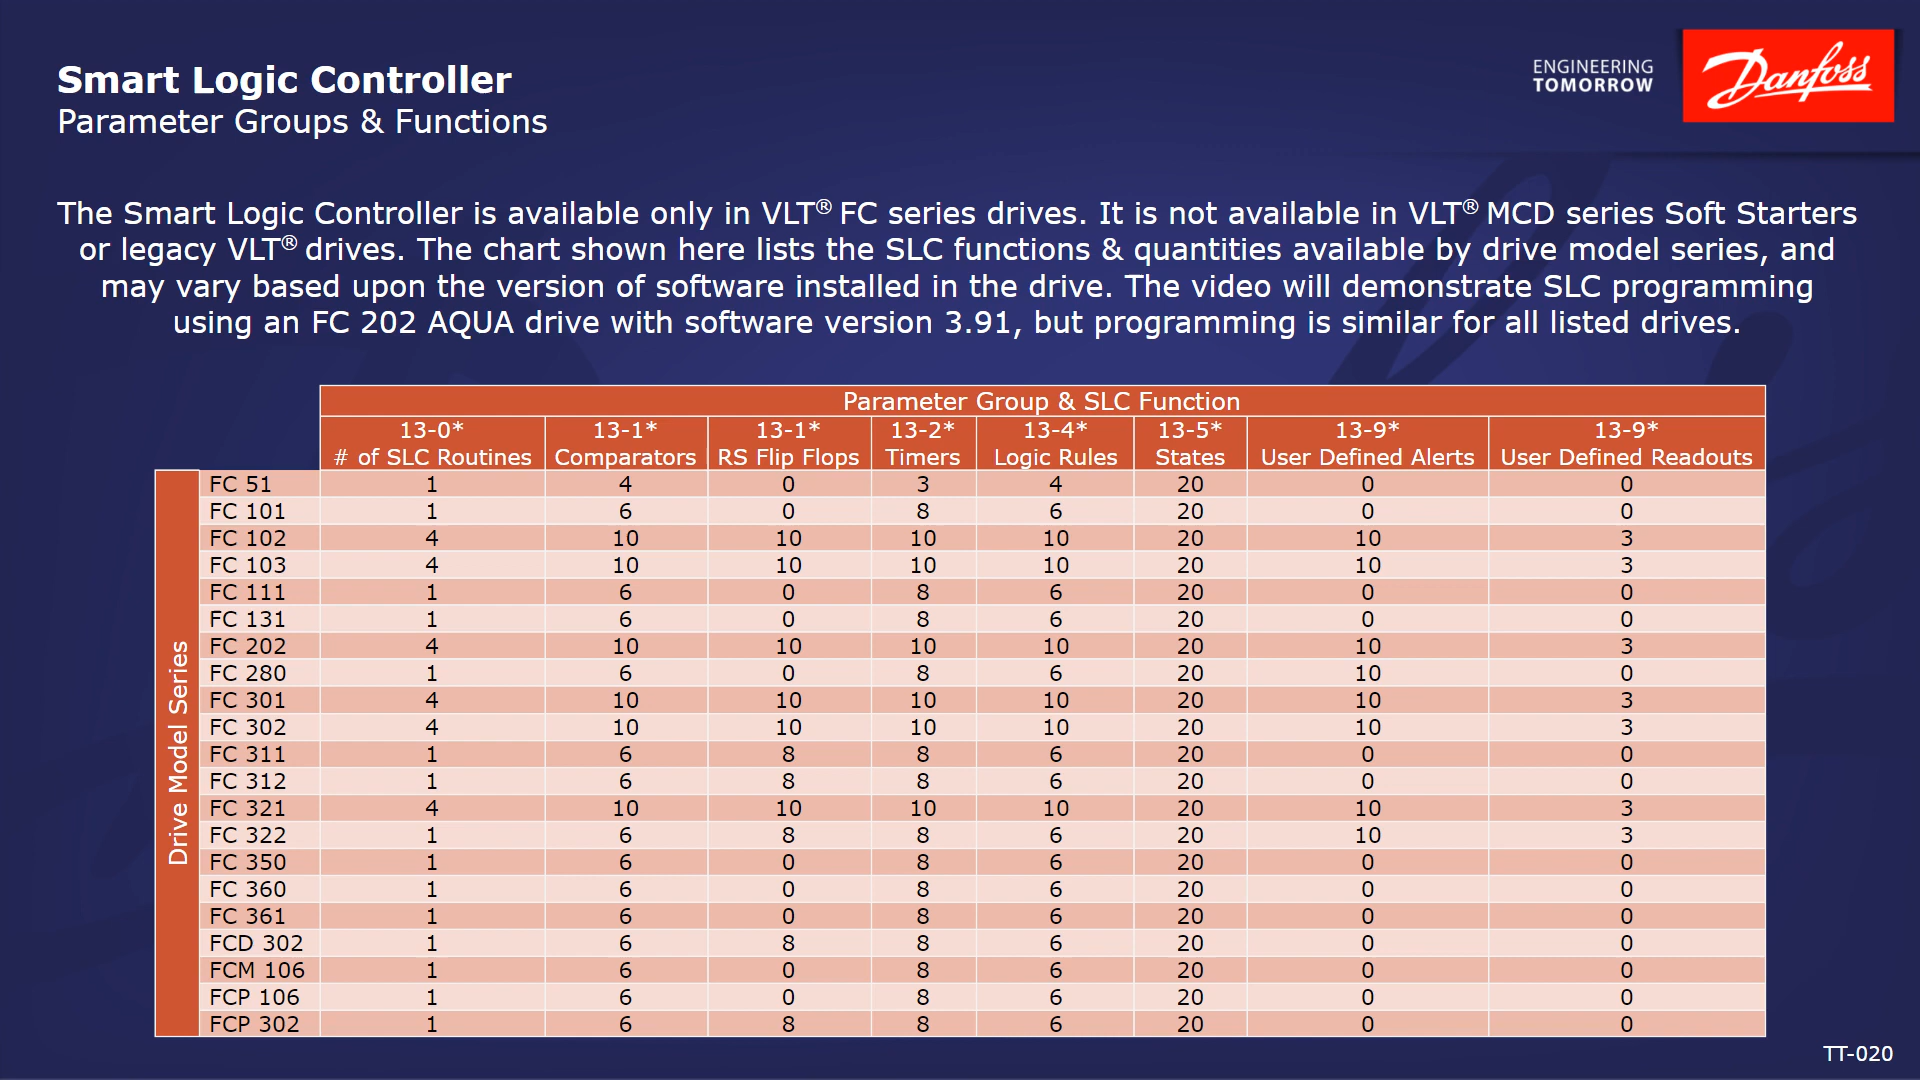 Smart Logic Controller
Parameter Groups & Functions
ENGINEERING
TOMORROW
Danfoss
The Smart Logic Controller is available only in VLT® FC series drives. It is not available in VLT® MCD series Soft Starters
or legacy VLT® drives. The chart shown here lists the SLC functions & quantities available by drive model series, and
may vary based upon the version of software installed in the drive. The video will demonstrate SLC programming
using an FC 202 AQUA drive with software version 3.91, but programming is similar for all listed drives.
Parameter Group & SLC Function
13-0* 13-1* 13-1* 13-2* 13-4* 13-5* 13-9* 13-9*
# of SLC Routines Comparators RS Flip Flops Timers Logic Rules States User Defined Alerts User Defined Readouts
Drive Model Series
FC 51 1 4 0 3 4 20 0 0
FC 101 1 6 0 8 6 20 0 0
FC 102 4 10 10 10 10 20 10 3
FC 103 4 10 10 10 10 20 10 3
FC 111 1 6 0 8 6 20 0 0
FC 131 1 6 0 8 6 20 0 0
FC 202 4 10 10 10 10 20 10 3
FC 280 1 6 0 8 6 20 10 0
FC 301 4 10 10 10 10 20 10 3
FC 302 4 10 10 10 10 20 10 3
FC 311 1 6 8 8 6 20 0 0
FC 312 1 6 8 8 6 20 0 0
FC 321 4 10 10 10 10 20 10 3
FC 322 1 6 8 8 6 20 10 3
FC 350 1 6 0 8 6 20 0 0
FC 360 1 6 0 8 6 20 0 0
FC 361 1 6 0 8 6 20 0 0
FCD 302 1 6 8 8 6 20 0 0
FCM 106 1 6 0 8 6 20 0 0
FCP 106 1 6 0 8 6 20 0 0
FCP 302 1 6 8 8 6 20 0 0
TT-020